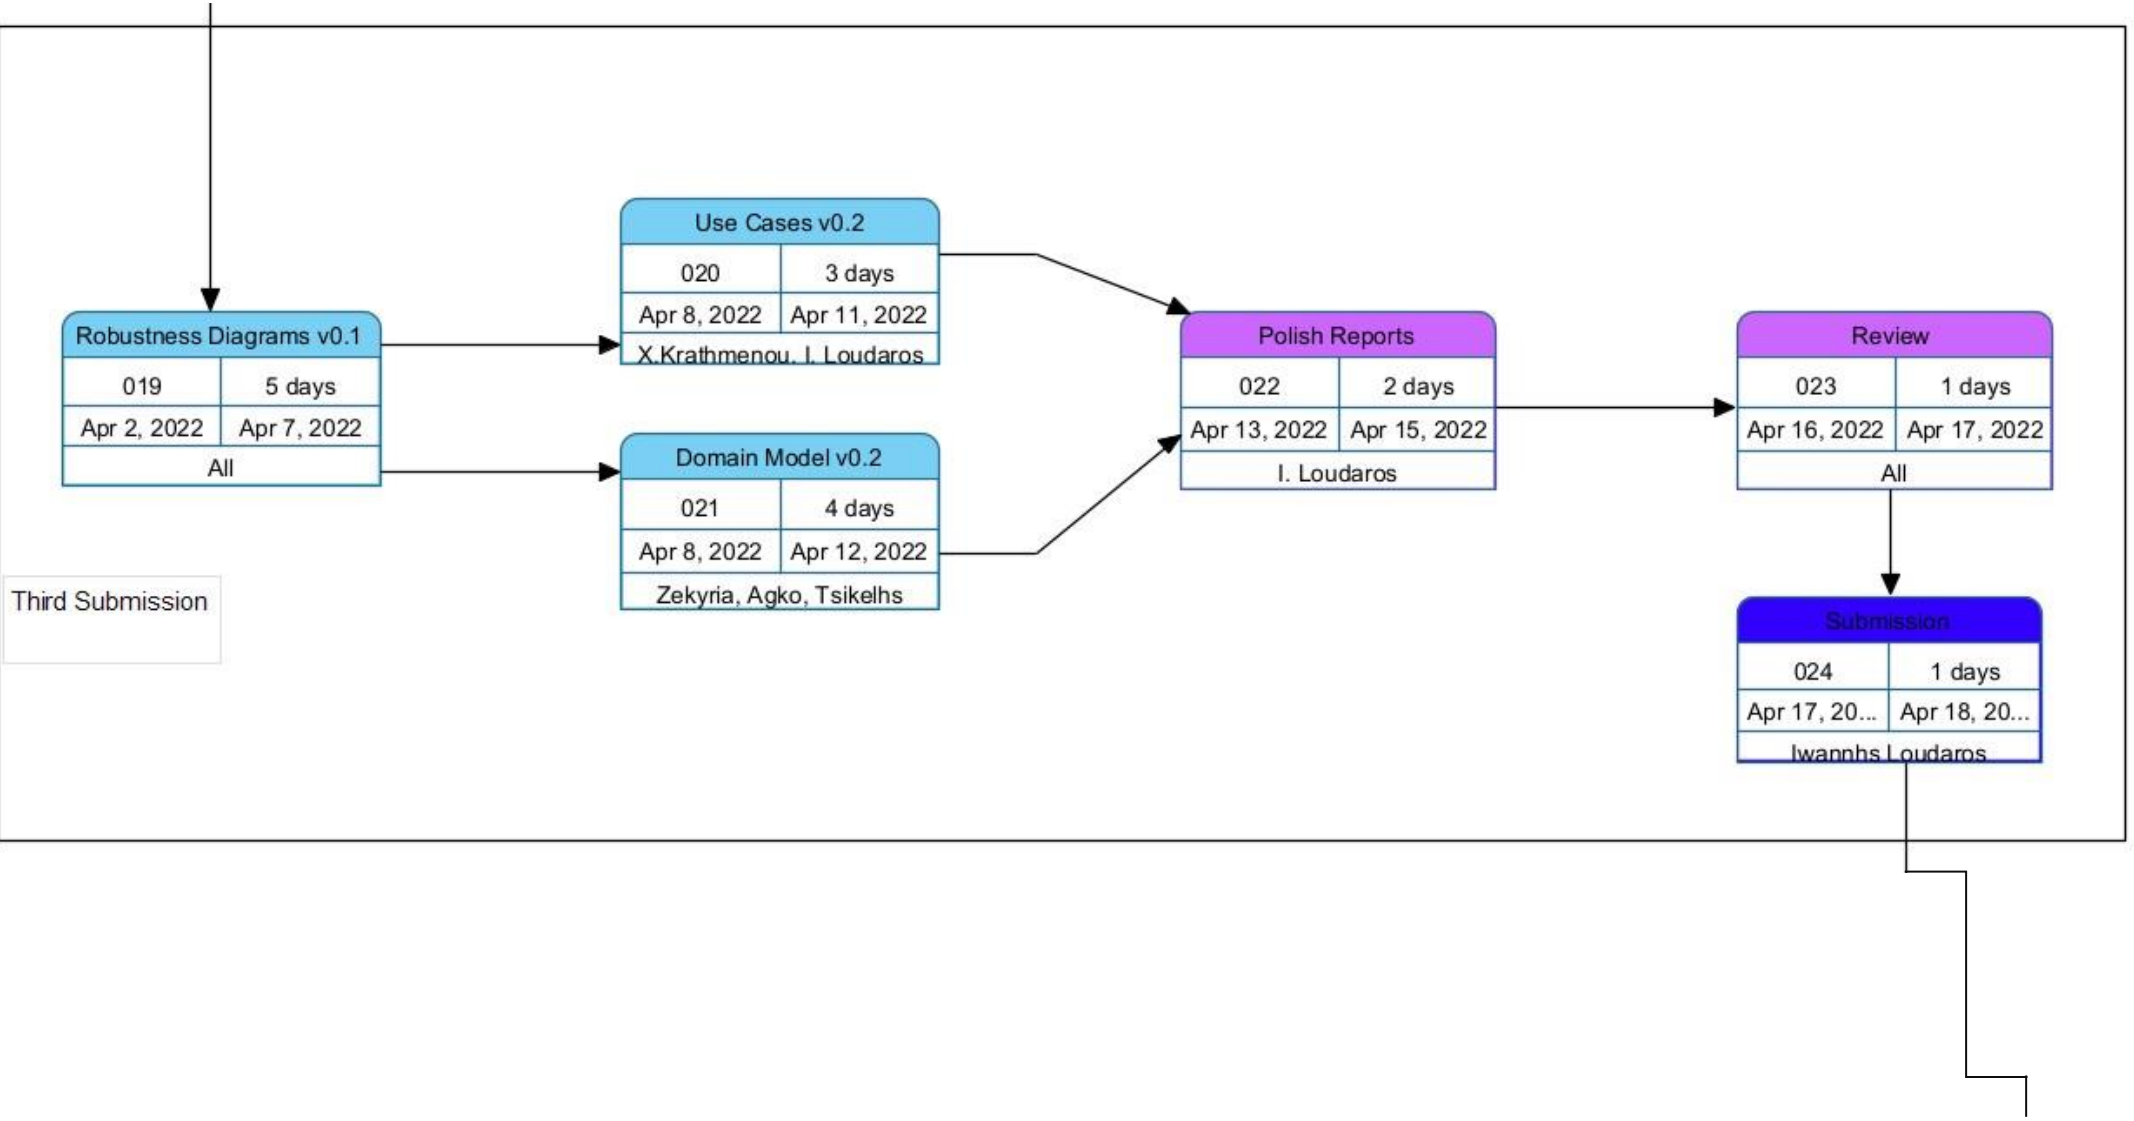 Robustness Diagrams v0.1
019
5 days
Apr 2, 2022
Apr 7, 2022
All
Use Cases v0.2
020
3 days
Apr 8, 2022
Apr 11, 2022
X.Krathmenou, I. Loudaros
Domain Model v0.2
021
4 days
Apr 8, 2022
Apr 12, 2022
Zekyria, Agko, Tsikelhs
Polish Reports
022
2 days
Apr 13, 2022
Apr 15, 2022
I. Loudaros
Review
023
1 days
Apr 16, 2022
Apr 17, 2022
All
Submission
024
1 days
Apr 17, 20...
Apr 18, 20...
Iwannhs Loudaros
Third Submission